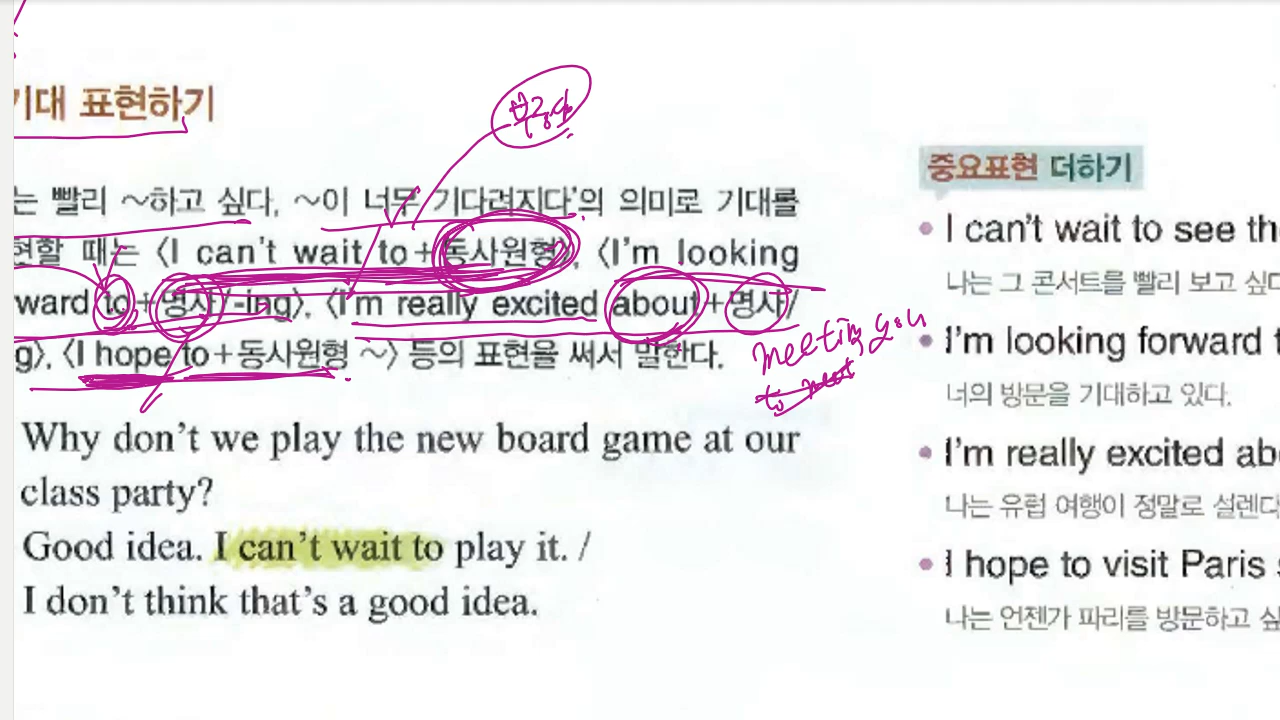 기대 표현하기
부정사
는 빨리 ~하고 싶다, ~이 너무 기다려지다'의 의미로 기대를
현할 때는 〈I can't wait to+동사원형〉, 〈I'm looking
ward to+명사/-ing〉, 〈I'm really excited about+명사/
g〉, 〈I hope to+동사원형 ~〉 등의 표현을 써서 말한다.
meeting you
to meet
Why don't we play the new board game at our
class party?
Good idea. I can't wait to play it. /
I don't think that's a good idea.
중요표현 더하기
• I can't wait to see th
나는 그 콘서트를 빨리 보고 싶
• I'm looking forward t
너의 방문을 기대하고 있다.
• I'm really excited ab
나는 유럽 여행이 정말로 설렌다
• I hope to visit Paris s
나는 언젠가 파리를 방문하고 싶